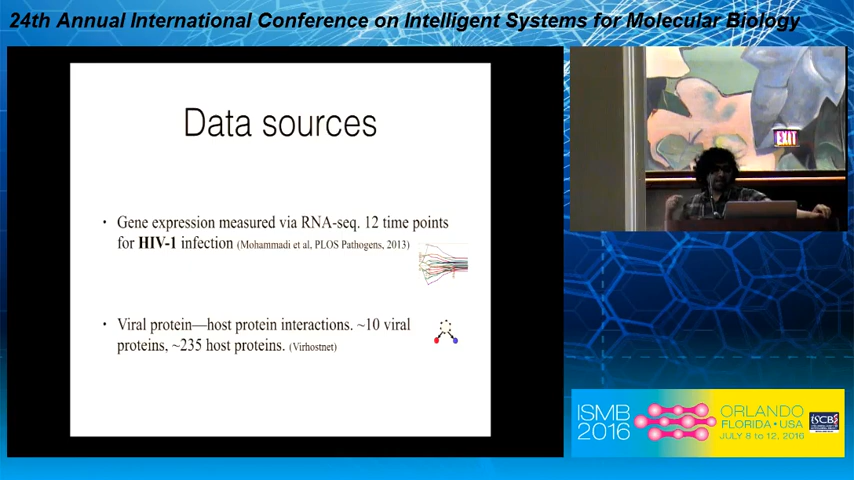 24th Annual International Conference on Intelligent Systems for Molecular Biology
Data sources
• Gene expression measured via RNA-seq. 12 time points
for HIV-1 infection (Mohammadi et al, PLOS Pathogens, 2013)
• Viral protein—host protein interactions. ~10 viral
proteins, ~235 host proteins. (Virhostnet)
EXIT
ISMB
2016
ORLANDO
FLORIDA • USA
JULY 8 to 12, 2016
ISCB